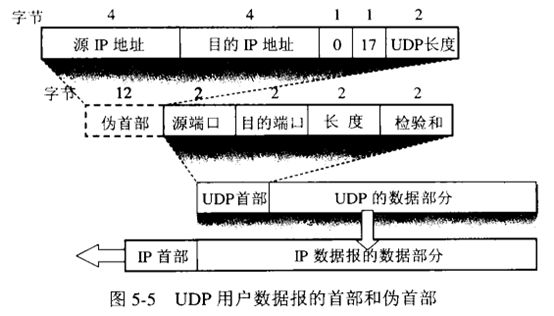 字节 4 4 1 1 2
源 IP 地址 目的 IP 地址 0 17 UDP长度
字节 12 2 2 2 2
伪首部 源端口 目的端口 长 度 检验和
UDP首部 UDP 的数据部分
IP 首部 IP 数据报的数据部分
图 5-5 UDP 用户数据报的首部和伪首部